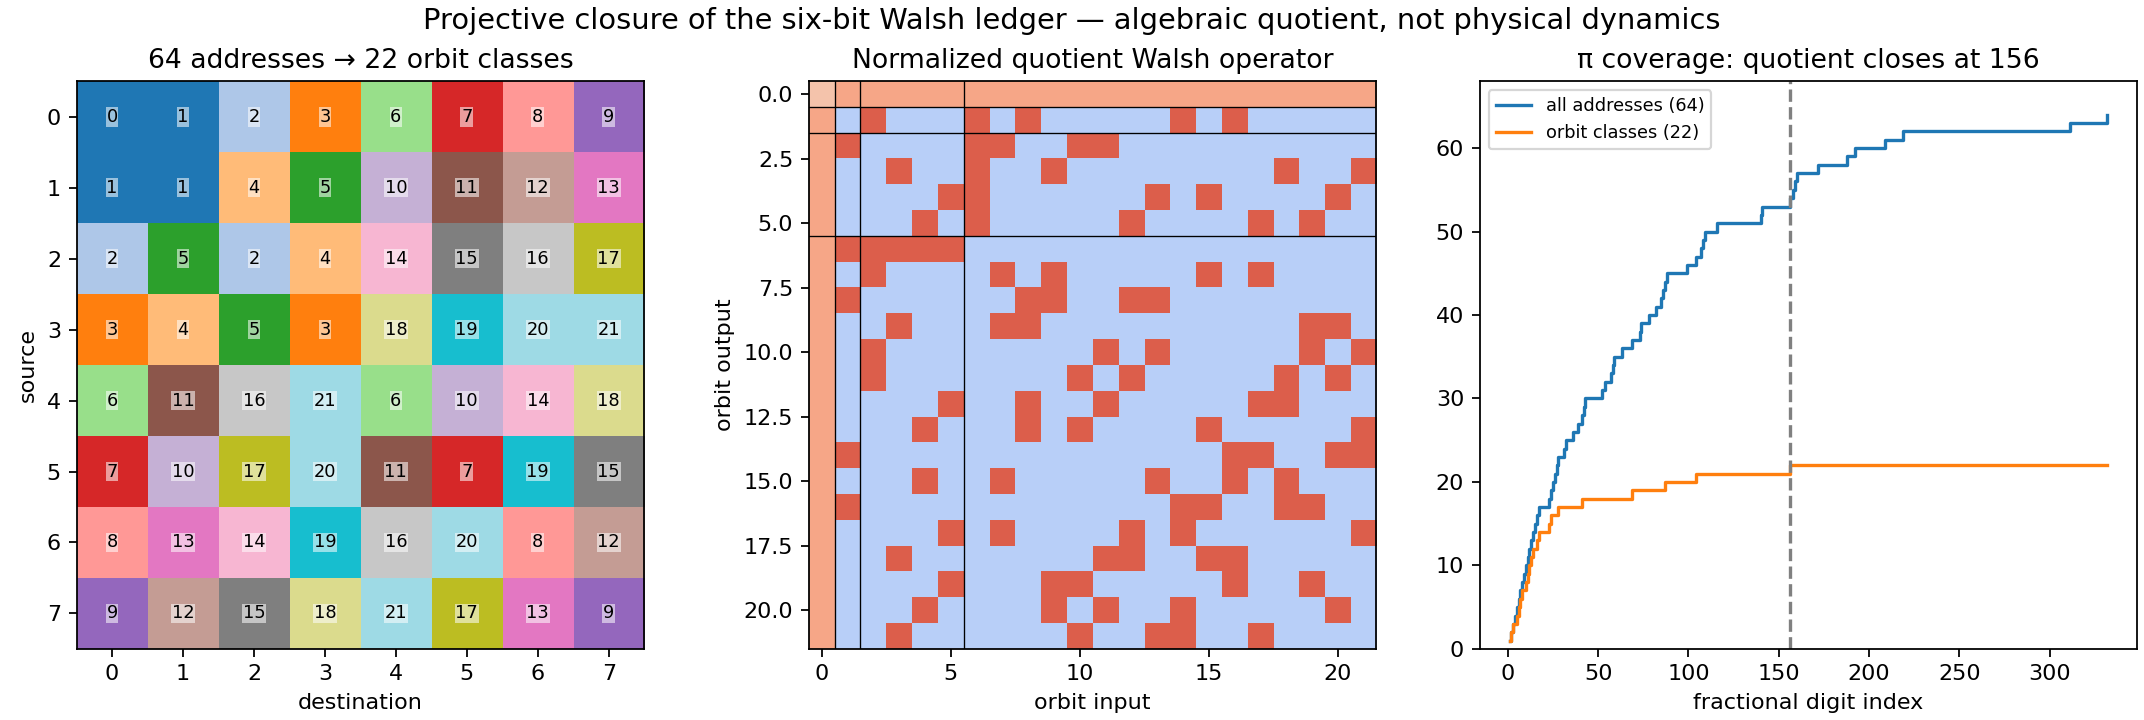 Projective closure of the six-bit Walsh ledger — algebraic quotient, not physical dynamics
64 addresses → 22 orbit classes
0 1 2 3 6 7 8 9
1 1 4 5 10 11 12 13
2 5 2 4 14 15 16 17
3 4 5 3 18 19 20 21
6 11 16 21 6 10 14 18
7 10 17 20 11 7 19 15
8 13 14 19 16 20 8 12
9 12 15 18 21 17 13 9
0
1
2
3
4
5
6
7
source
0 1 2 3 4 5 6 7
destination
Normalized quotient Walsh operator
0.0
2.5
5.0
7.5
10.0
12.5
15.0
17.5
20.0
orbit output
0 5 10 15 20
orbit input
π coverage: quotient closes at 156
all addresses (64)
orbit classes (22)
60
50
40
30
20
10
0
0 50 100 150 200 250 300
fractional digit index